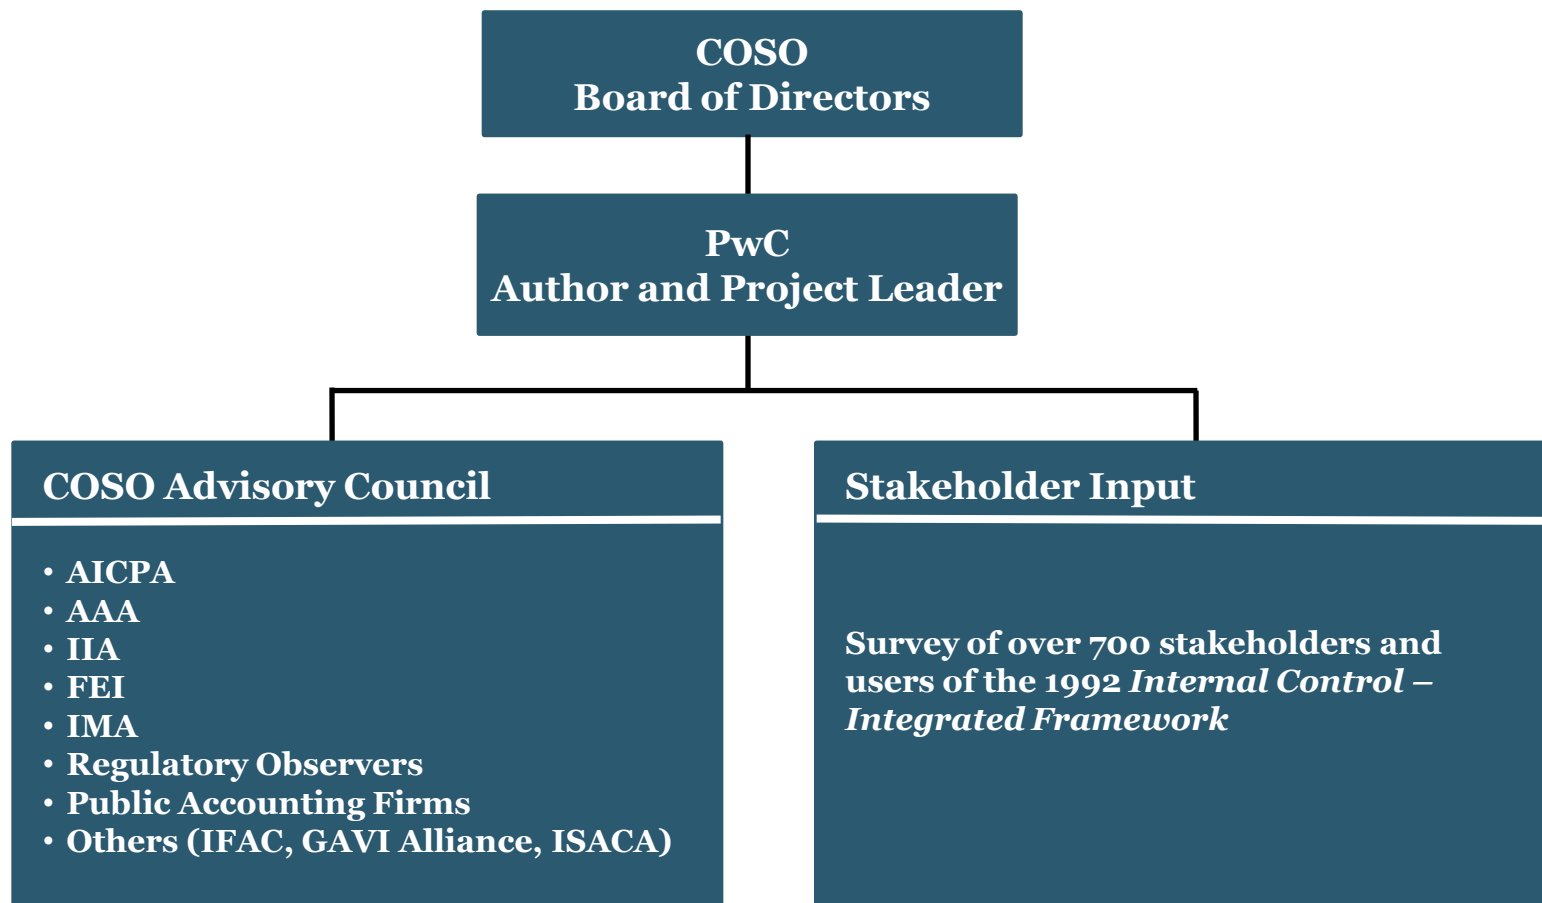 COSO
Board of Directors
PwC
Author and Project Leader
COSO Advisory Council
• AICPA
• AAA
• IIA
• FEI
• IMA
• Regulatory Observers
• Public Accounting Firms
• Others (IFAC, GAVI Alliance, ISACA)
Stakeholder Input
Survey of over 700 stakeholders and
users of the 1992 Internal Control –
Integrated Framework